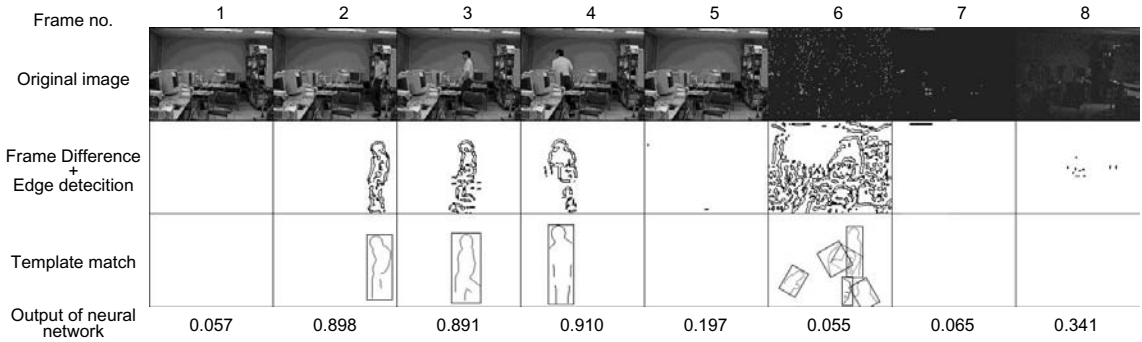 Frame no. 1 2 3 4 5 6 7 8
Original image
Frame Difference
+
Edge detecition
Template match
Output of neural
network
0.057 0.898 0.891 0.910 0.197 0.055 0.065 0.341